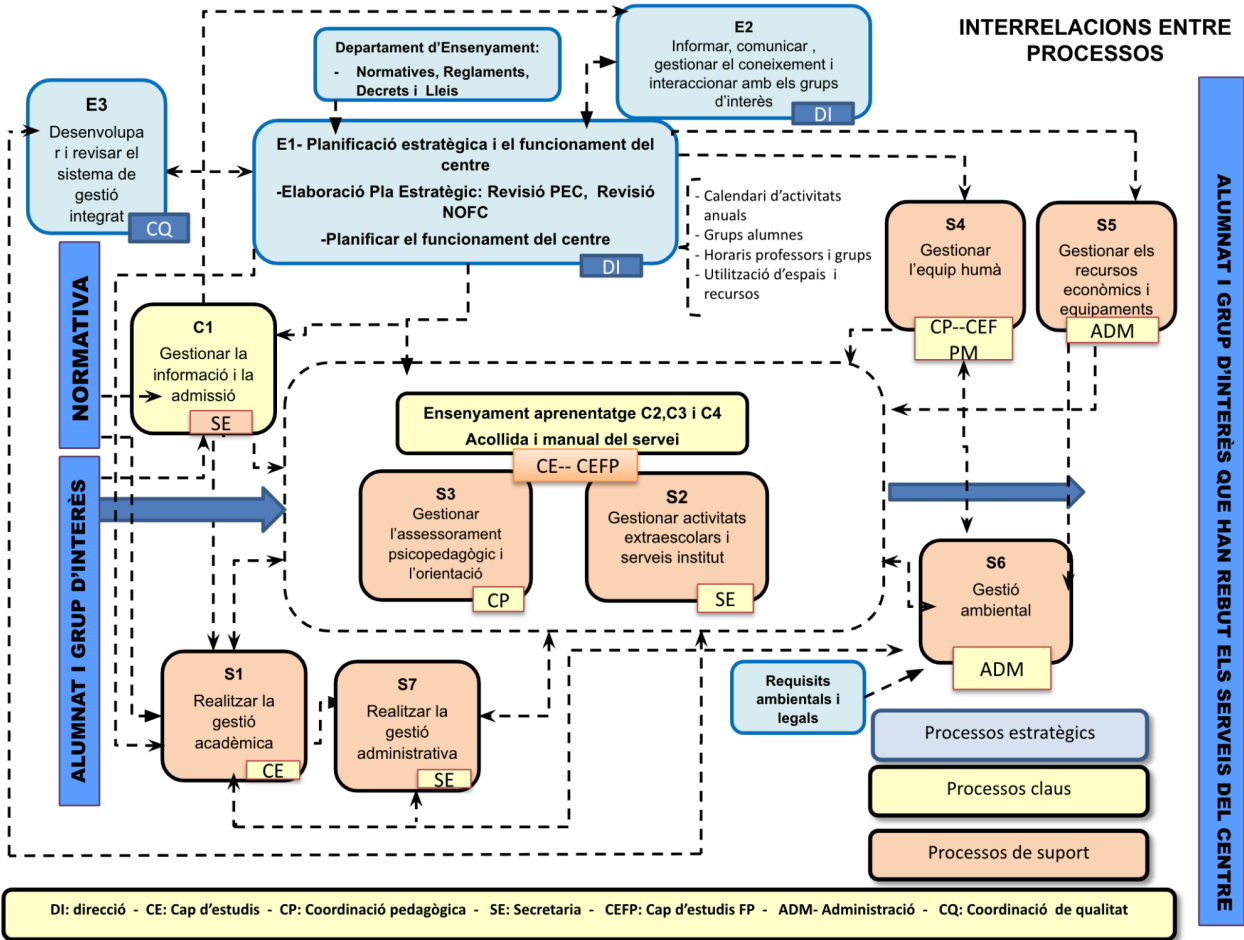 INTERRELACIONS ENTRE
PROCESSOS
E2
Informar, comunicar ,
gestionar el coneixement i
interaccionar amb els grups
d'interès
DI
Departament d'Ensenyament:
- Normatives, Reglaments,
Decrets i Lleis
E3
Desenvolupa
r i revisar el
sistema de
gestió
integrat
CQ
E1- Planificació estratègica i el funcionament del
centre
-Elaboració Pla Estratègic: Revisió PEC, Revisió
NOFC
-Planificar el funcionament del centre
DI
- Calendari d'activitats
anuals
- Grups alumnes
- Horaris professors i grups
- Utilització d'espais i
recursos
S4
Gestionar
l'equip humà
CP--CEF
PM
S5
Gestionar els
recursos
econòmics i
equipaments
ADM
NORMATIVA
C1
Gestionar la
informació i la
admissió
SE
Ensenyament aprenentatge C2,C3 i C4
Acollida i manual del servei
CE-- CEFP
S3
Gestionar
l'assessorament
psicopedagògic i
l'orientació
CP
S2
Gestionar activitats
extraescolars i
serveis institut
SE
ALUMNAT I GRUP D'INTERÈS
S6
Gestió
ambiental
ADM
S1
Realitzar la
gestió
acadèmica
CE
S7
Realitzar la
gestió
administrativa
SE
Requisits
ambientals i
legals
Processos estratègics
Processos claus
Processos de suport
ALUMNAT I GRUP D'INTERÈS QUE HAN REBUT ELS SERVEIS DEL CENTRE
DI: direcció - CE: Cap d'estudis - CP: Coordinació pedagògica - SE: Secretaria - CEFP: Cap d'estudis FP - ADM- Administració - CQ: Coordinació de qualitat